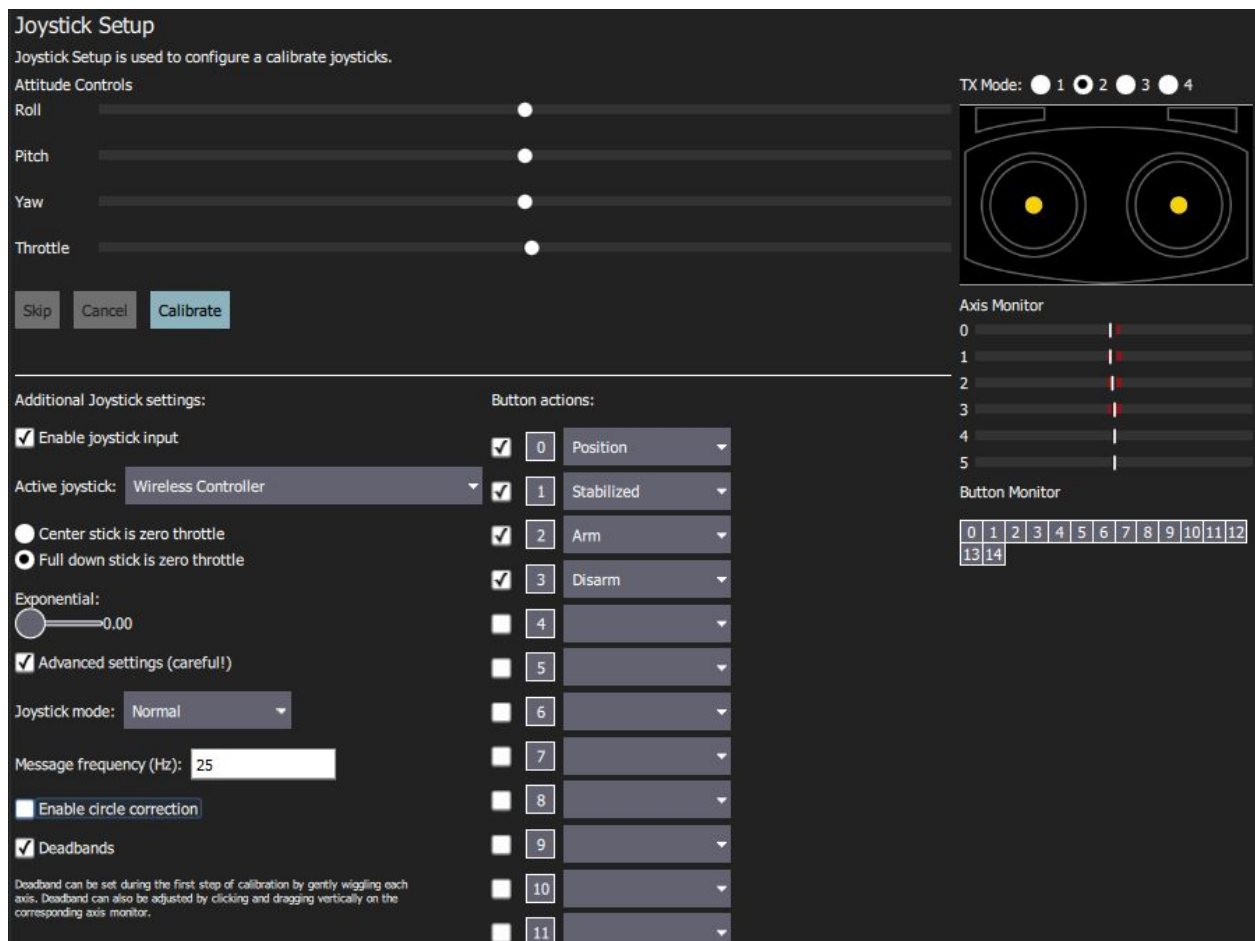 Joystick Setup
Joystick Setup is used to configure a calibrate joysticks.
Attitude Controls
Roll
Pitch
Yaw
Throttle
Skip Cancel Calibrate
TX Mode: 1 2 3 4
Axis Monitor
0
1
2
3
4
5
Button Monitor
0 1 2 3 4 5 6 7 8 9 10 11 12
13 14
Additional Joystick settings:
Enable joystick input
Active joystick: Wireless Controller
Center stick is zero throttle
Full down stick is zero throttle
Exponential:
0.00
Advanced settings (careful!)
Joystick mode: Normal
Message frequency (Hz): 25
Enable circle correction
Deadbands
Deadband can be set during the first step of calibration by gently wiggling each
axis. Deadband can also be adjusted by clicking and dragging vertically on the
corresponding axis monitor.
Button actions:
0 Position
1 Stabilized
2 Arm
3 Disarm
4
5
6
7
8
9
10
11